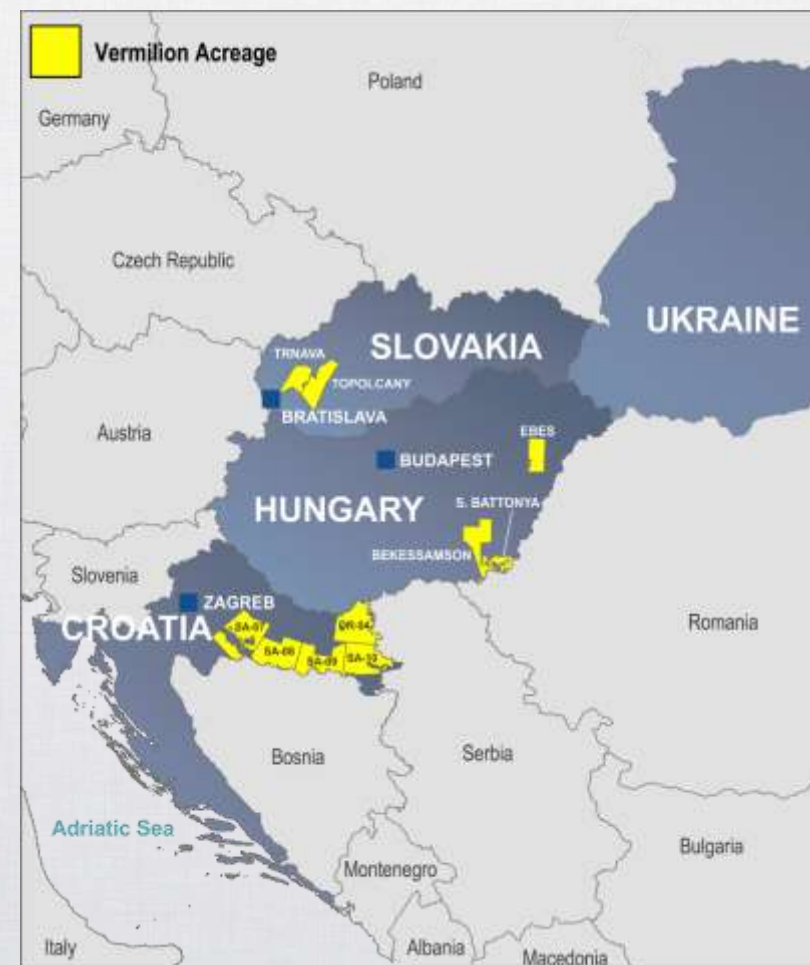 Vermilion Acreage
Poland
Germany
Czech Republic
UKRAINE
SLOVAKIA
TRNAVA
TOPOLCANY
BRATISLAVA
Austria
EBES
BUDAPEST
S. BATTONYA
HUNGARY
BEKESSAMSON
Slovenia
ZAGREB
CROATIA
SA-07
DR-04
SA-08
SA-09
SA-10
Romania
Bosnia
Serbia
Adriatic Sea
Bulgaria
Montenegro
Italy
Albania
Macedonia